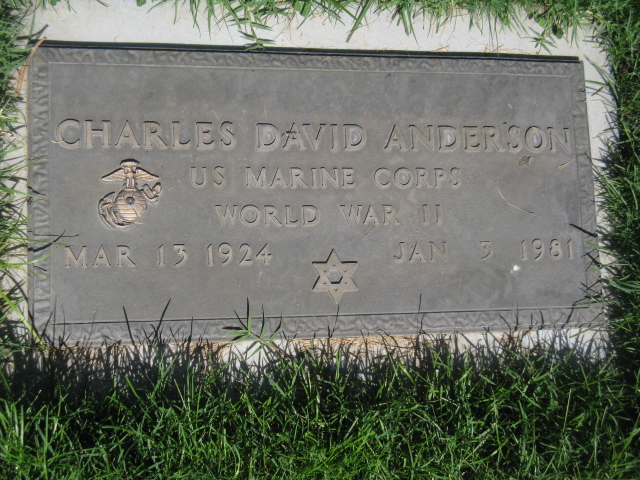 CHARLES DAVID ANDERSON
US MARINE CORPS
WORLD WAR II
MAR 13 1924 JAN 3 1981